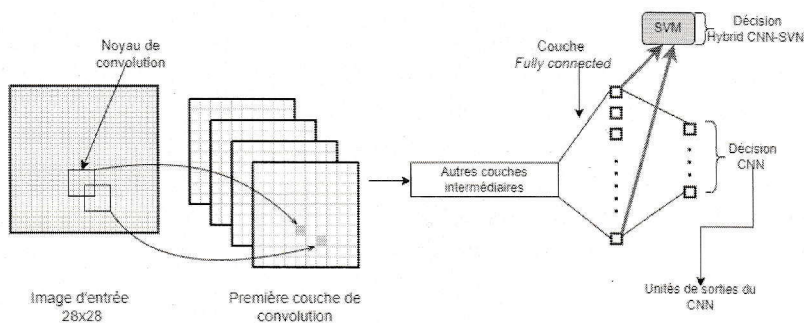 SVM
Décision
Hybrid CNN-SVN
Noyau de
convolution
Couche
Fully connected
Autres couches
intermédiaires
Décision
CNN
Unités de sorties du
CNN
Image d'entrée
28x28
Première couche de
convolution